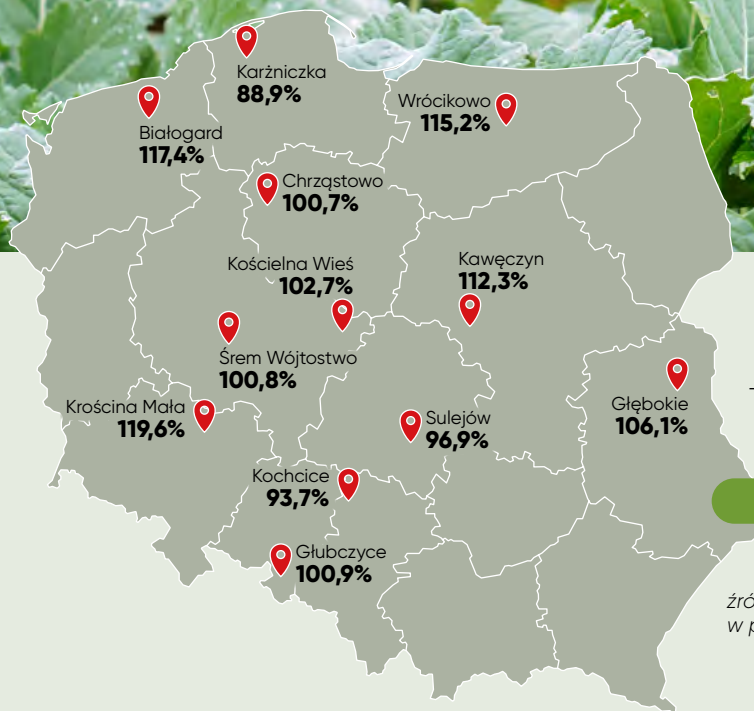 Karżniczka
88,9%
Wrócikowo
115,2%
Białogard
117,4%
Chrząstowo
100,7%
Kościelna Wieś
102,7%
Kawęczyn
112,3%
Śrem Wójtostwo
100,8%
Głębokie
106,1%
Krościna Mała
119,6%
Sulejów
96,9%
Kochcice
93,7%
Głubczyce
100,9%
w p